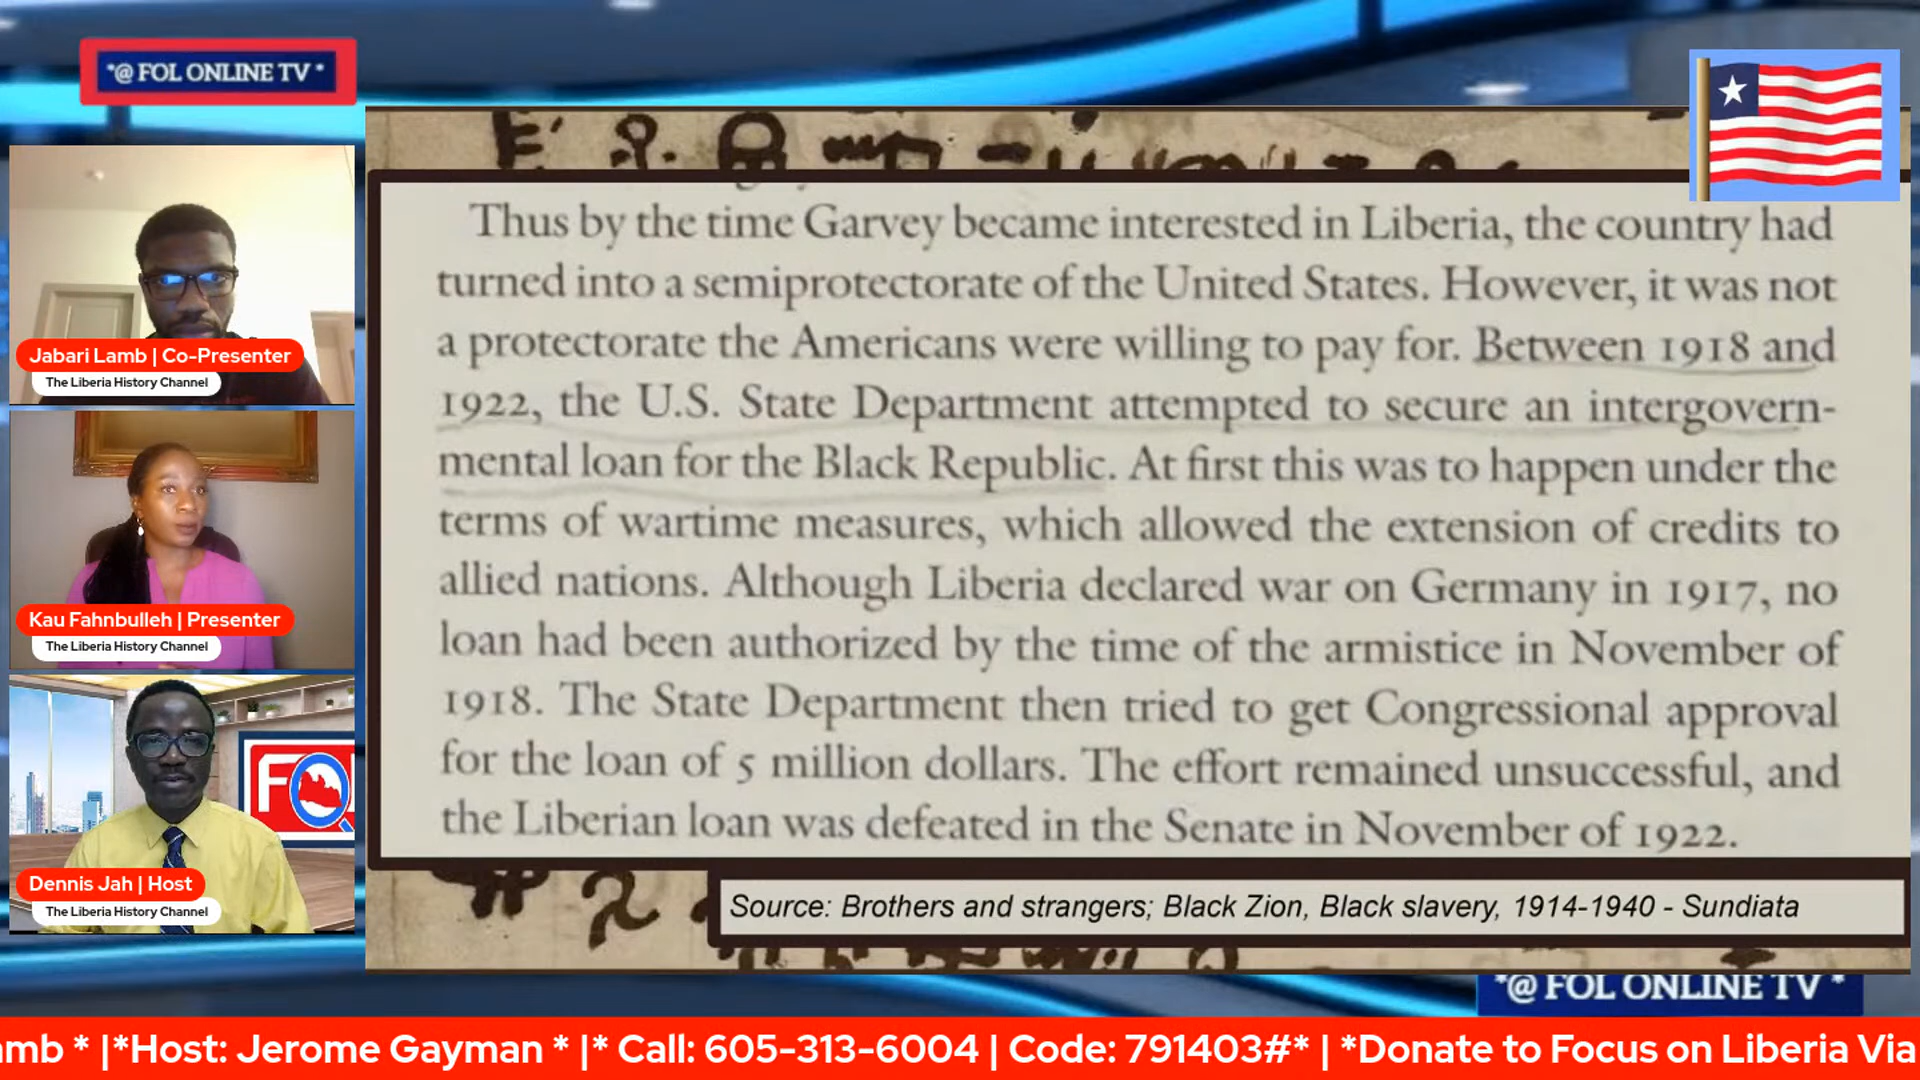 *@ FOL ONLINE TV *
Jabari Lamb | Co-Presenter
The Liberia History Channel
Kau Fahnbulleh | Presenter
The Liberia History Channel
FOL
Dennis Jah | Host
The Liberia History Channel
Thus by the time Garvey became interested in Liberia, the country had
turned into a semiprotectorate of the United States. However, it was not
a protectorate the Americans were willing to pay for. Between 1918 and
1922, the U.S. State Department attempted to secure an intergovern-
mental loan for the Black Republic. At first this was to happen under the
terms of wartime measures, which allowed the extension of credits to
allied nations. Although Liberia declared war on Germany in 1917, no
loan had been authorized by the time of the armistice in November of
1918. The State Department then tried to get Congressional approval
for the loan of 5 million dollars. The effort remained unsuccessful, and
the Liberian loan was defeated in the Senate in November of 1922.
Source: Brothers and strangers; Black Zion, Black slavery, 1914-1940 - Sundiata
*@ FOL ONLINE TV *
amb * |*Host: Jerome Gayman * |* Call: 605-313-6004 | Code: 791403#* | *Donate to Focus on Liberia Via